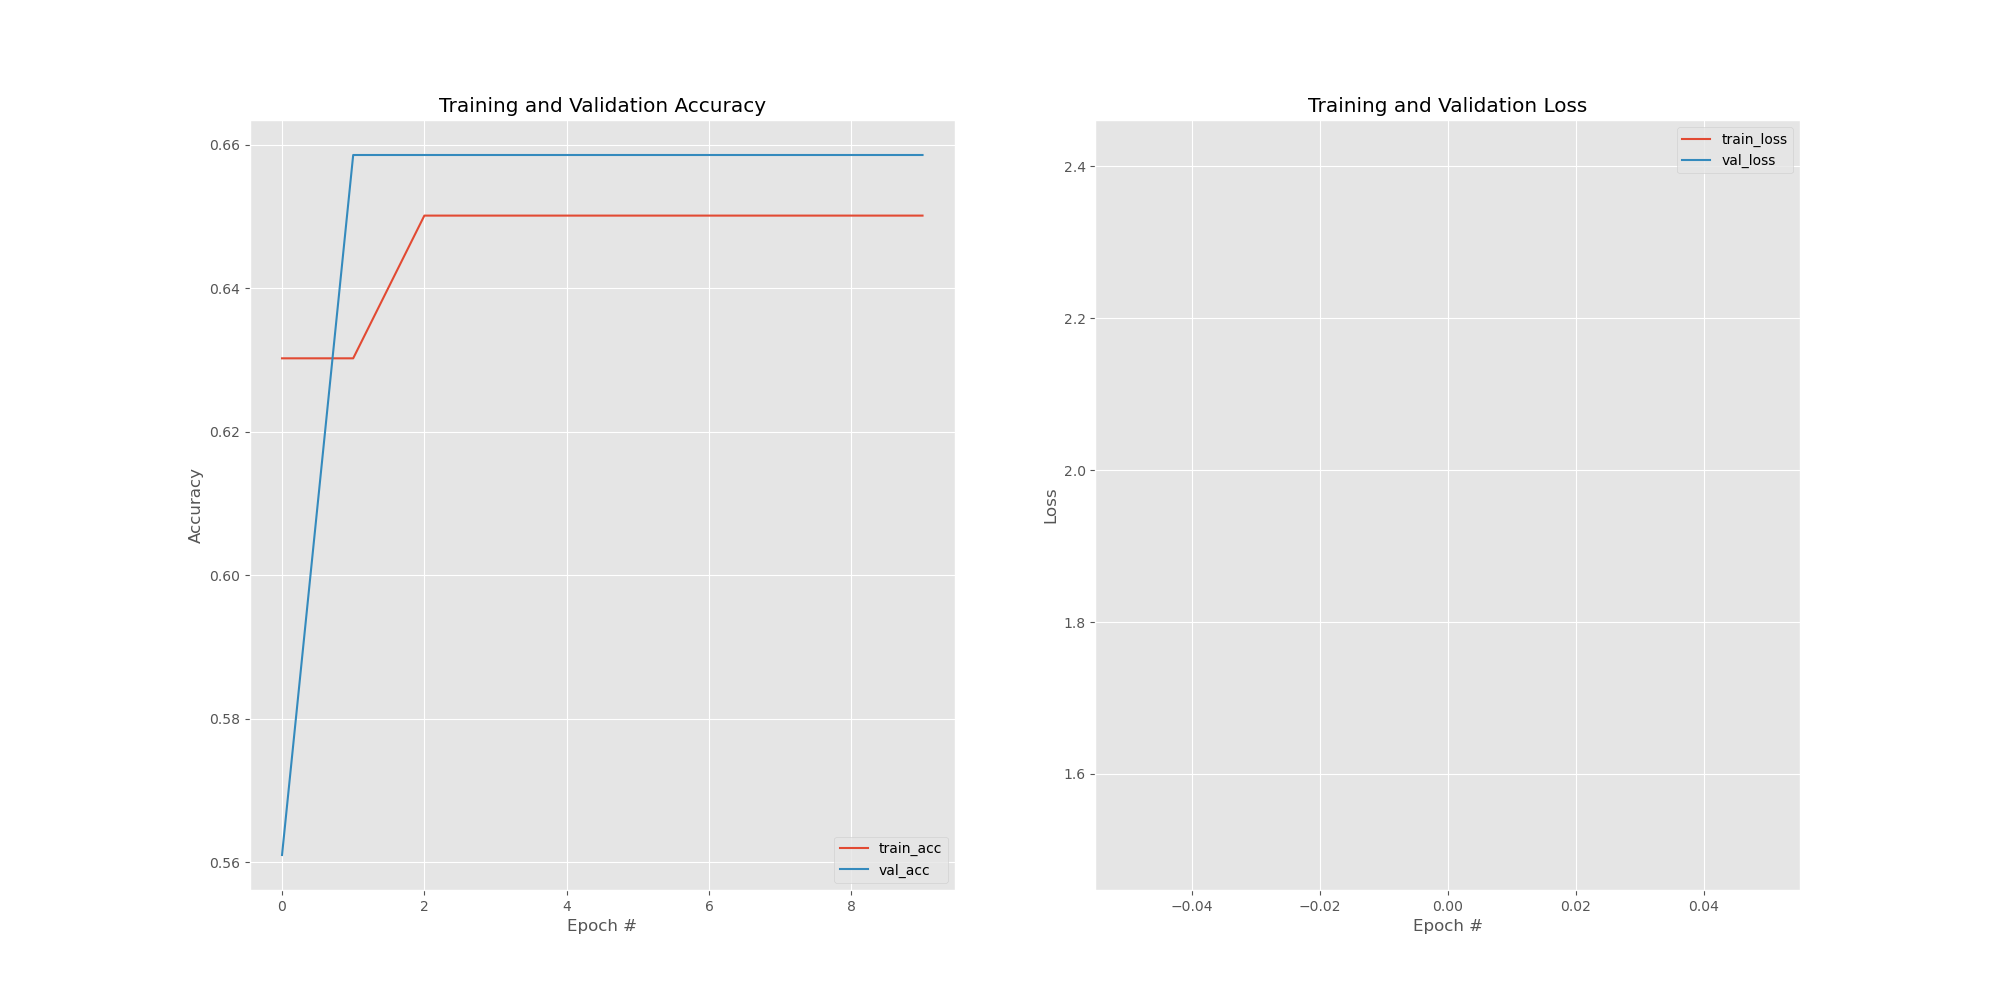 Training and Validation Accuracy
0.66
0.64
0.62
0.60
0.58
0.56
Accuracy
0 2 4 6 8
Epoch #
train_acc
val_acc
Training and Validation Loss
2.4
2.2
2.0
1.8
1.6
Loss
−0.04 −0.02 0.00 0.02 0.04
Epoch #
train_loss
val_loss